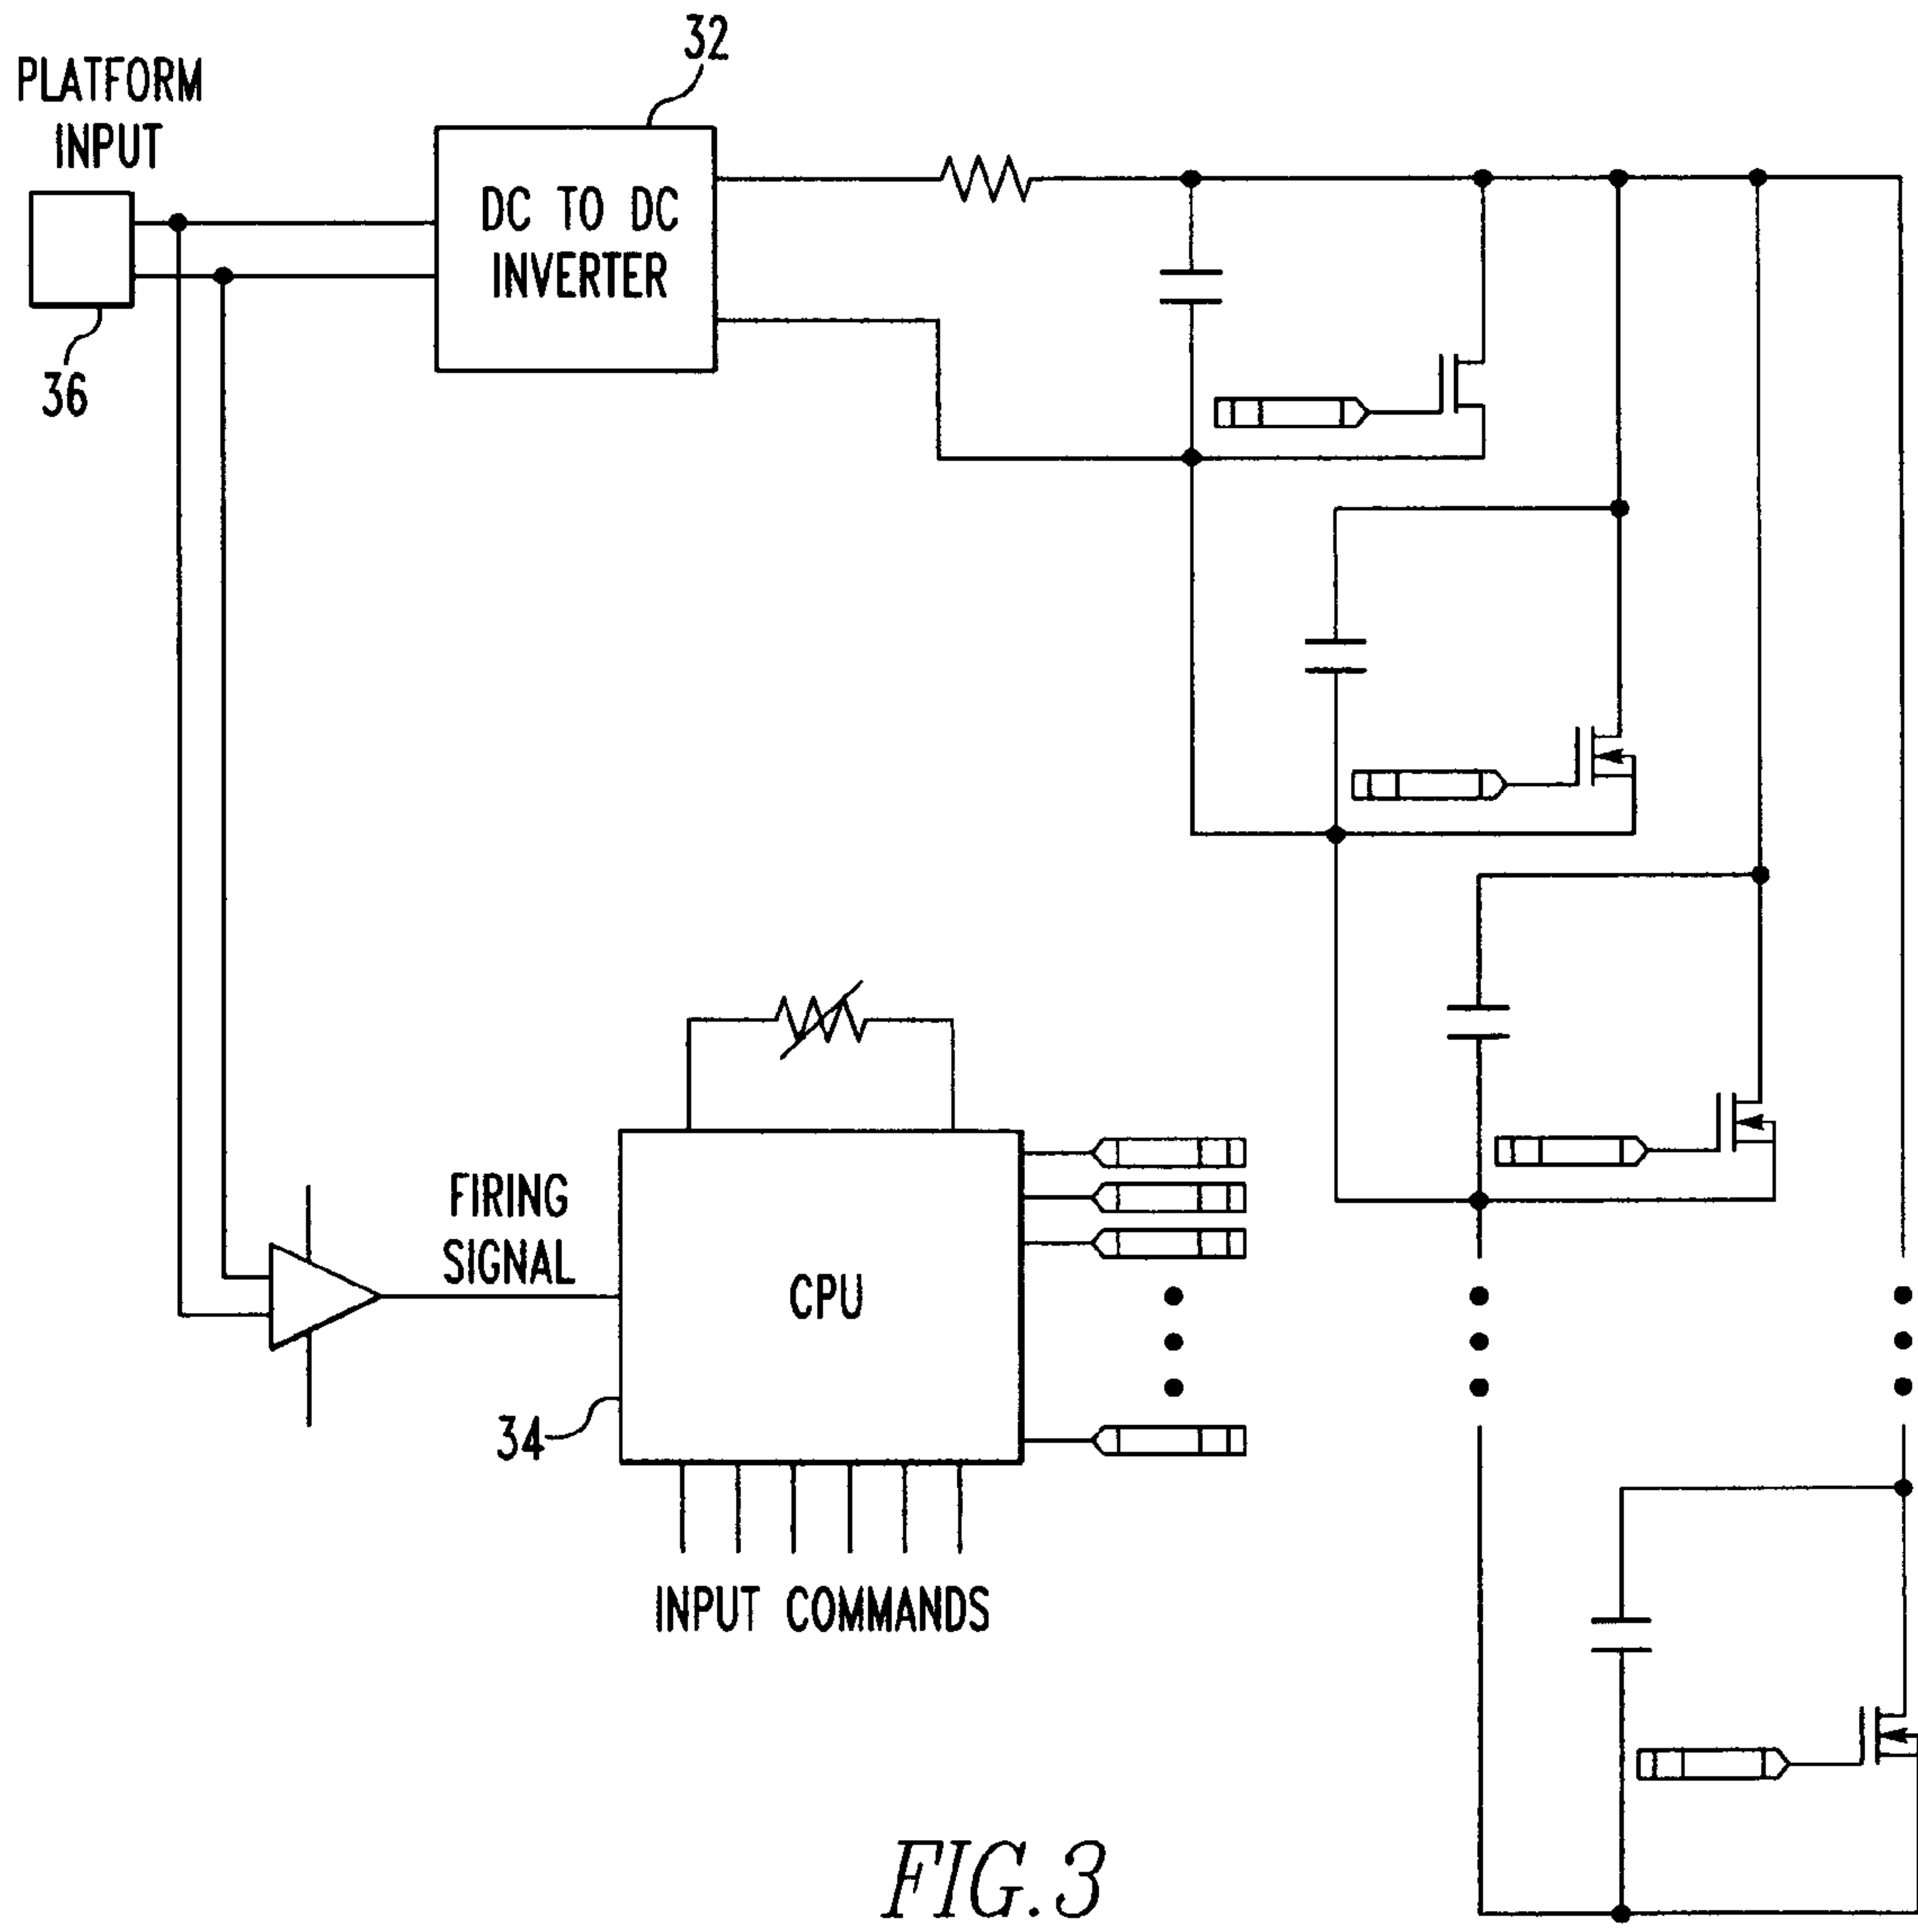 32
PLATFORM
INPUT
DC TO DC
INVERTER
36
FIRING
SIGNAL
CPU
34
INPUT COMMANDS
FIG. 3